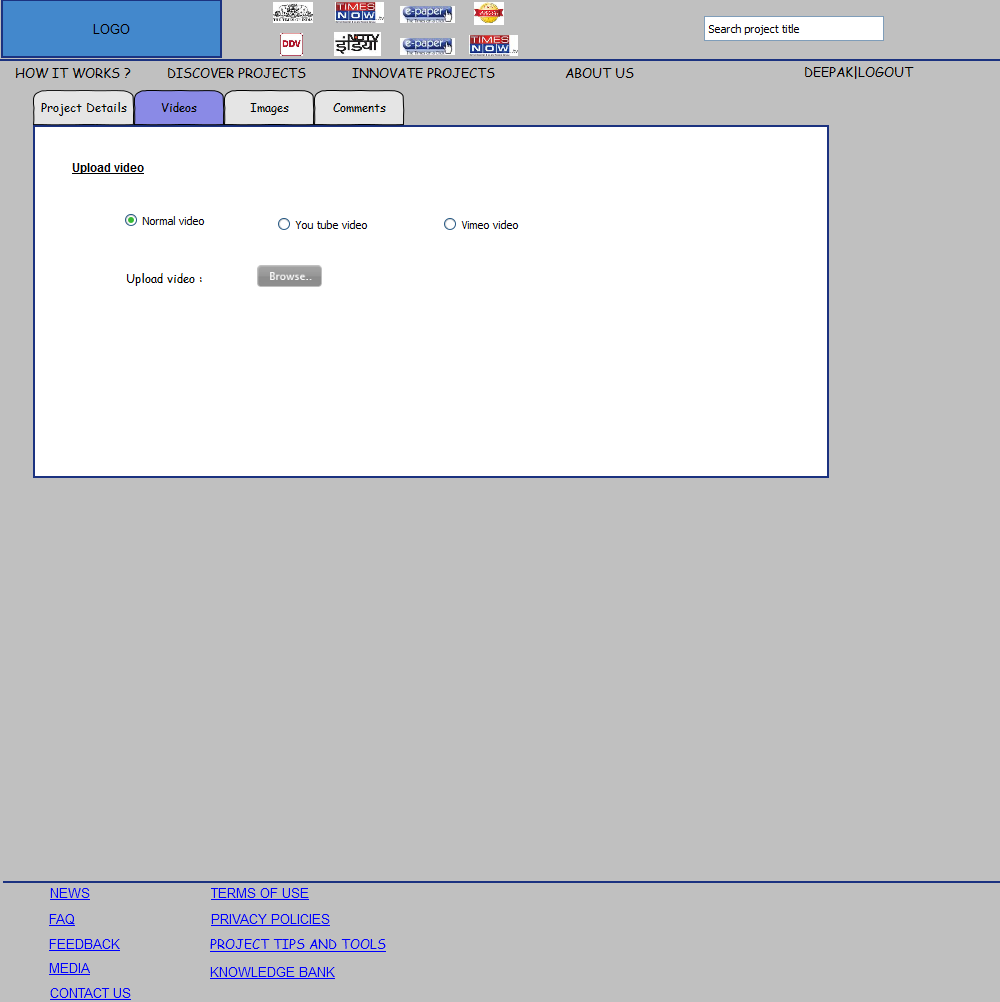 LOGO
TIMES
NOW
e-paper
DDV
NDTV
इंडिया
e-paper
TIMES
NOW
Search project title
HOW IT WORKS ?
DISCOVER PROJECTS
INNOVATE PROJECTS
ABOUT US
DEEPAK|LOGOUT
Project Details
Videos
Images
Comments
Upload video
Normal video
You tube video
Vimeo video
Upload video :
Browse..
NEWS
TERMS OF USE
FAQ
PRIVACY POLICIES
FEEDBACK
PROJECT TIPS AND TOOLS
MEDIA
KNOWLEDGE BANK
CONTACT US